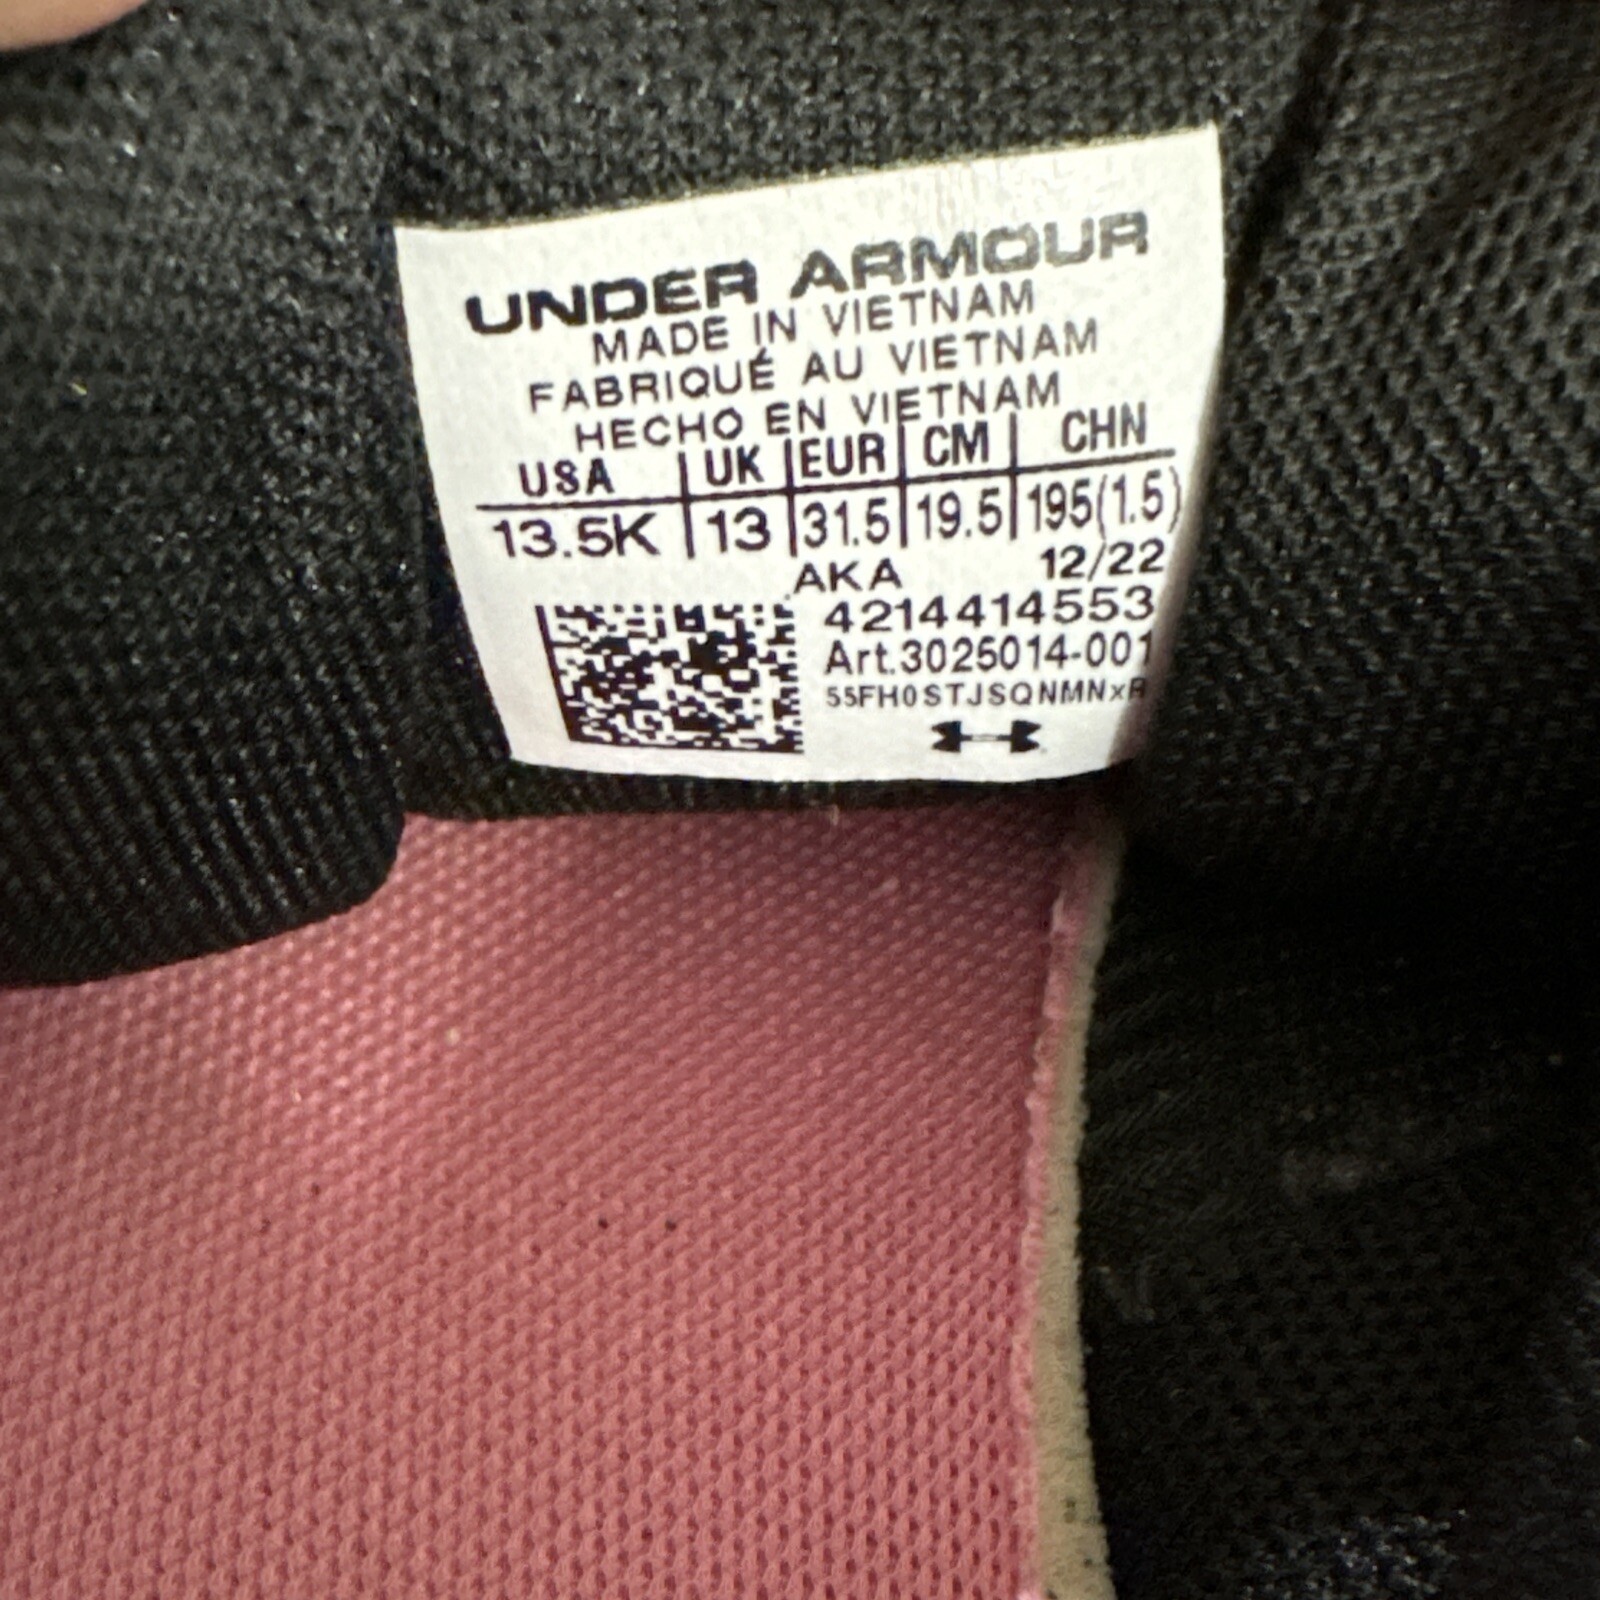 UNDER ARMOUR
MADE IN VIETNAM
FABRIQUÉ AU VIETNAM
HECHO EN VIETNAM
USA | UK | EUR | CM | CHN
13.5K | 13 | 31.5 | 19.5 | 195(1.5)
AKA 12/22
4214414553
Art.3025014-001
55FH0STJSQNMNxR